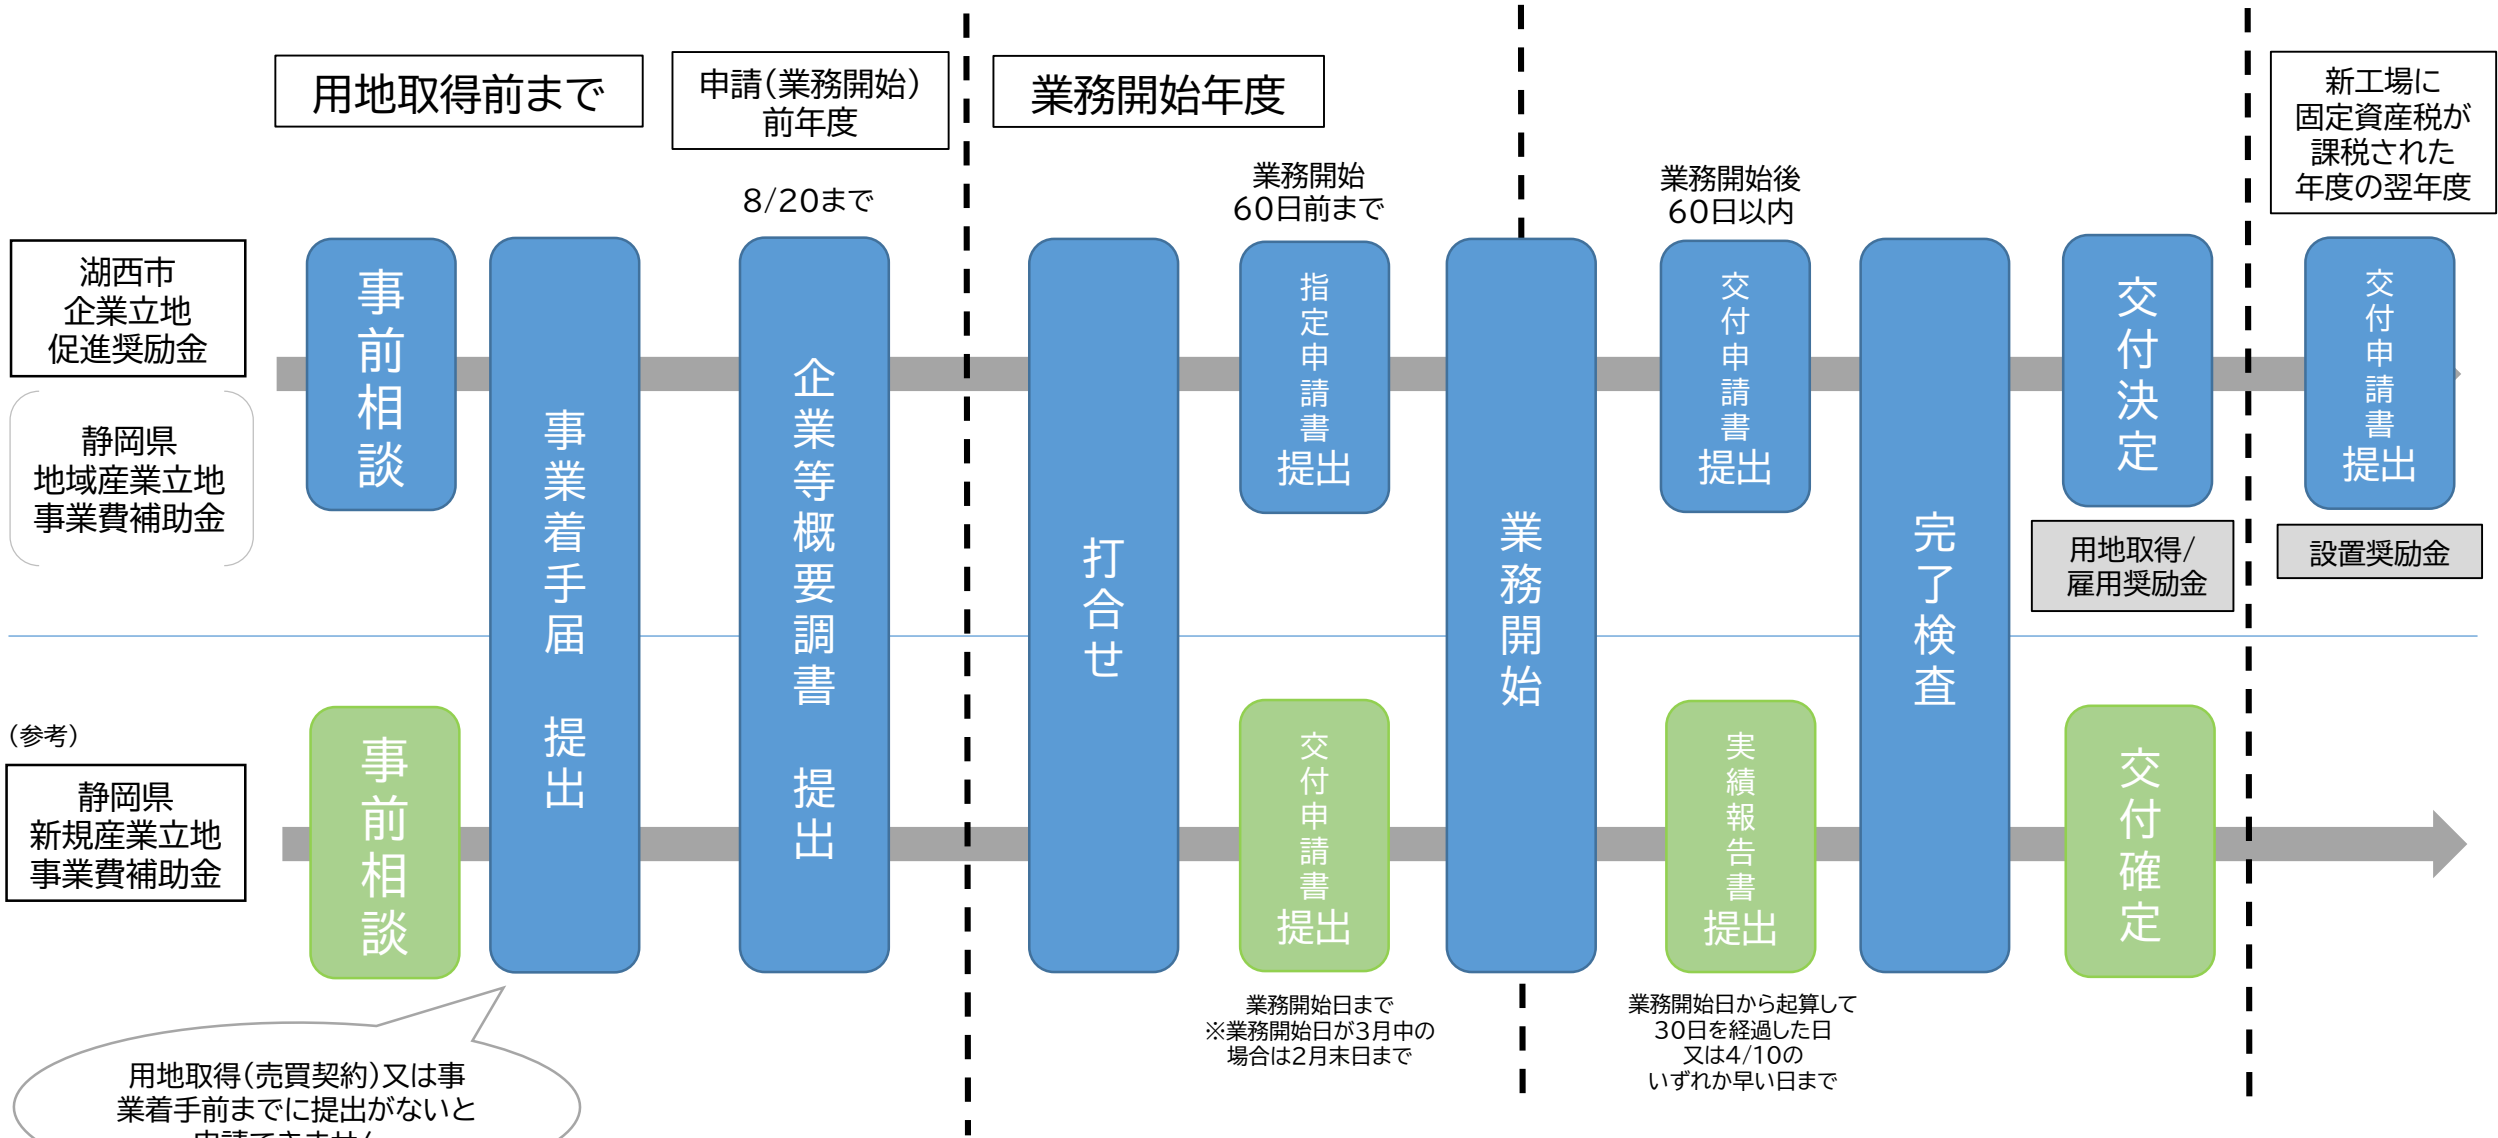 用地取得前まで
申請(業務開始)
前年度
業務開始年度
新工場に
固定資産税が
課税された
年度の翌年度
8/20まで
業務開始
60日前まで
業務開始後
60日以内
湖西市
企業立地
促進奨励金
静岡県
地域産業立地
事業費補助金
事前相談
事業着手届 提出
企業等概要調書 提出
打合せ
指定申請書
提出
業務開始
交付申請書
提出
完了検査
交付決定
交付申請書
提出
用地取得/
雇用奨励金
設置奨励金
(参考)
静岡県
新規産業立地
事業費補助金
事前相談
交付申請書
提出
実績報告書
提出
交付確定
業務開始日まで
※業務開始日が3月中の
場合は2月末日まで
業務開始日から起算して
30日を経過した日
又は4/10の
いずれか早い日まで
用地取得(売買契約)又は事
業着手前までに提出がないと
申請できません